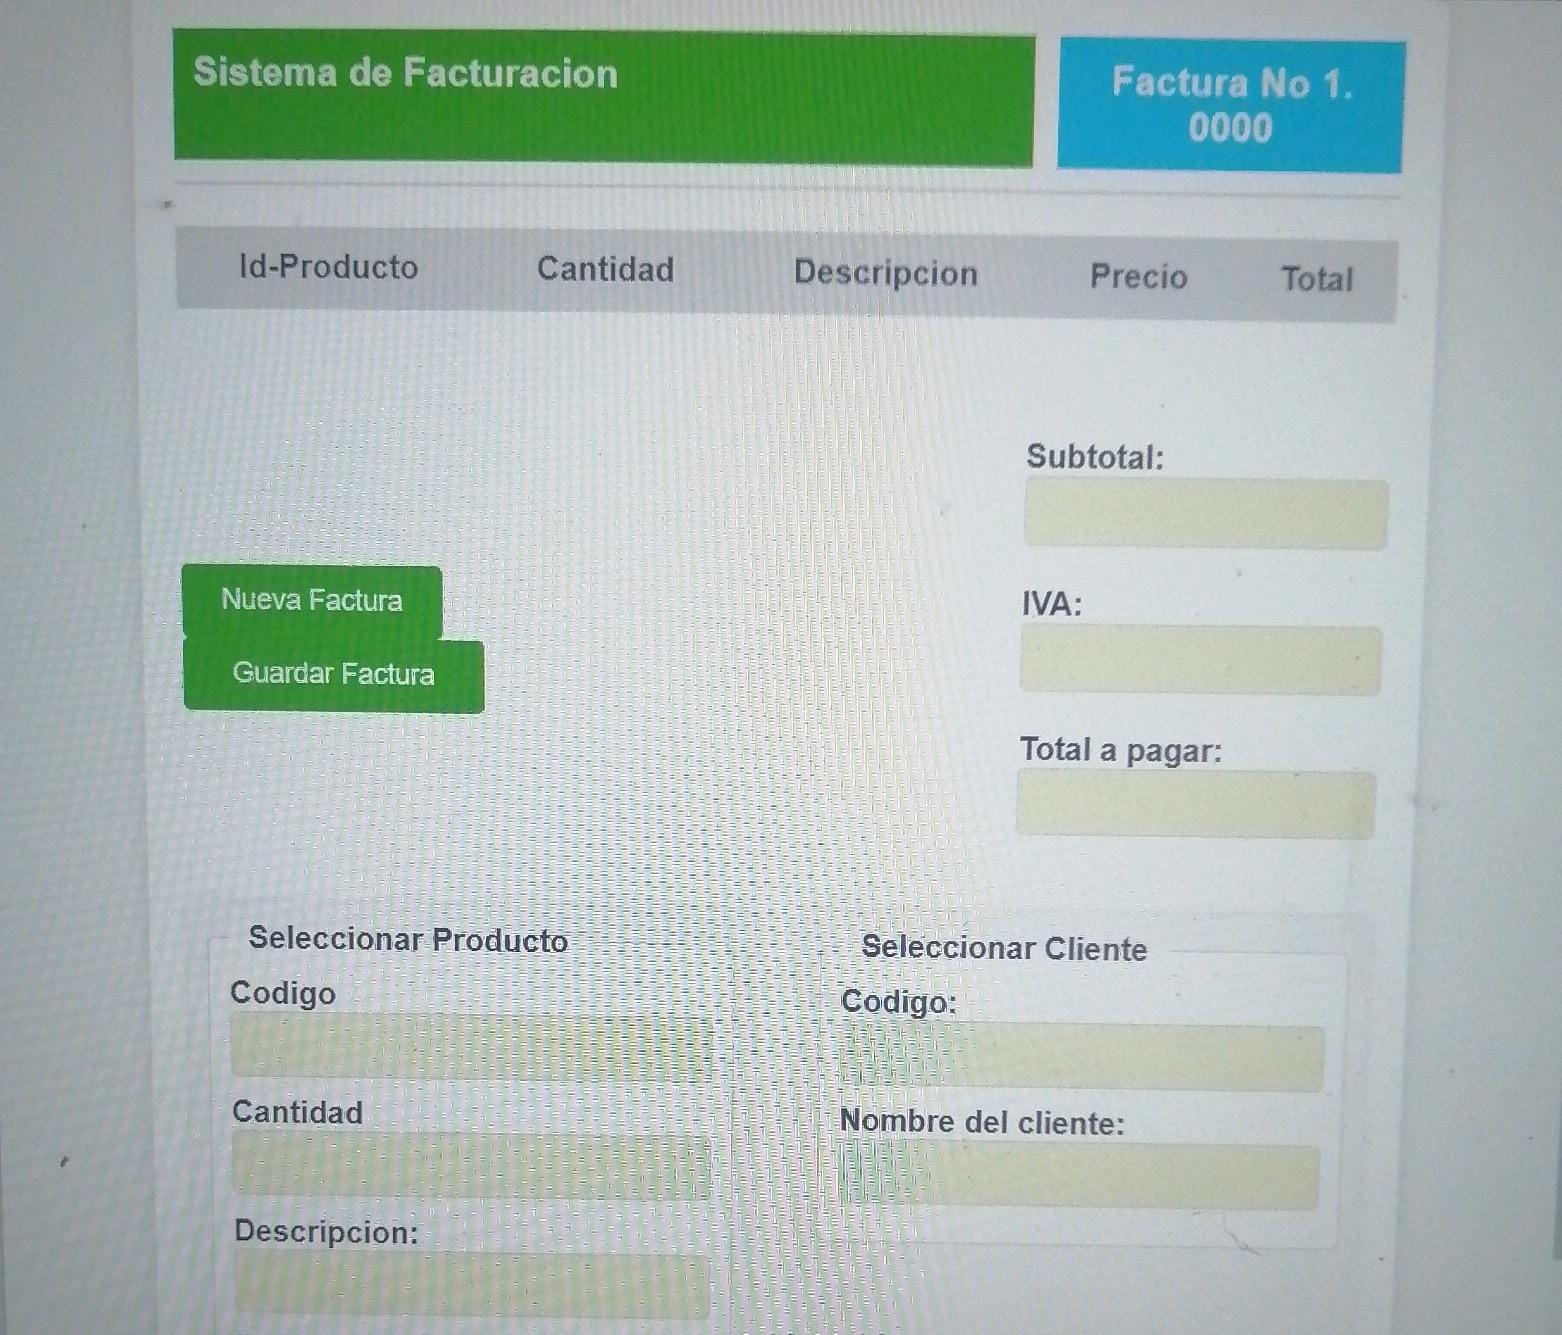 Sistema de Facturacion
Factura No 1.
0000
Id-Producto Cantidad Descripcion Precio Total
Subtotal:
IVA:
Total a pagar:
Nueva Factura
Guardar Factura
Seleccionar Producto
Codigo
Cantidad
Descripcion:
Seleccionar Cliente
Codigo:
Nombre del cliente: